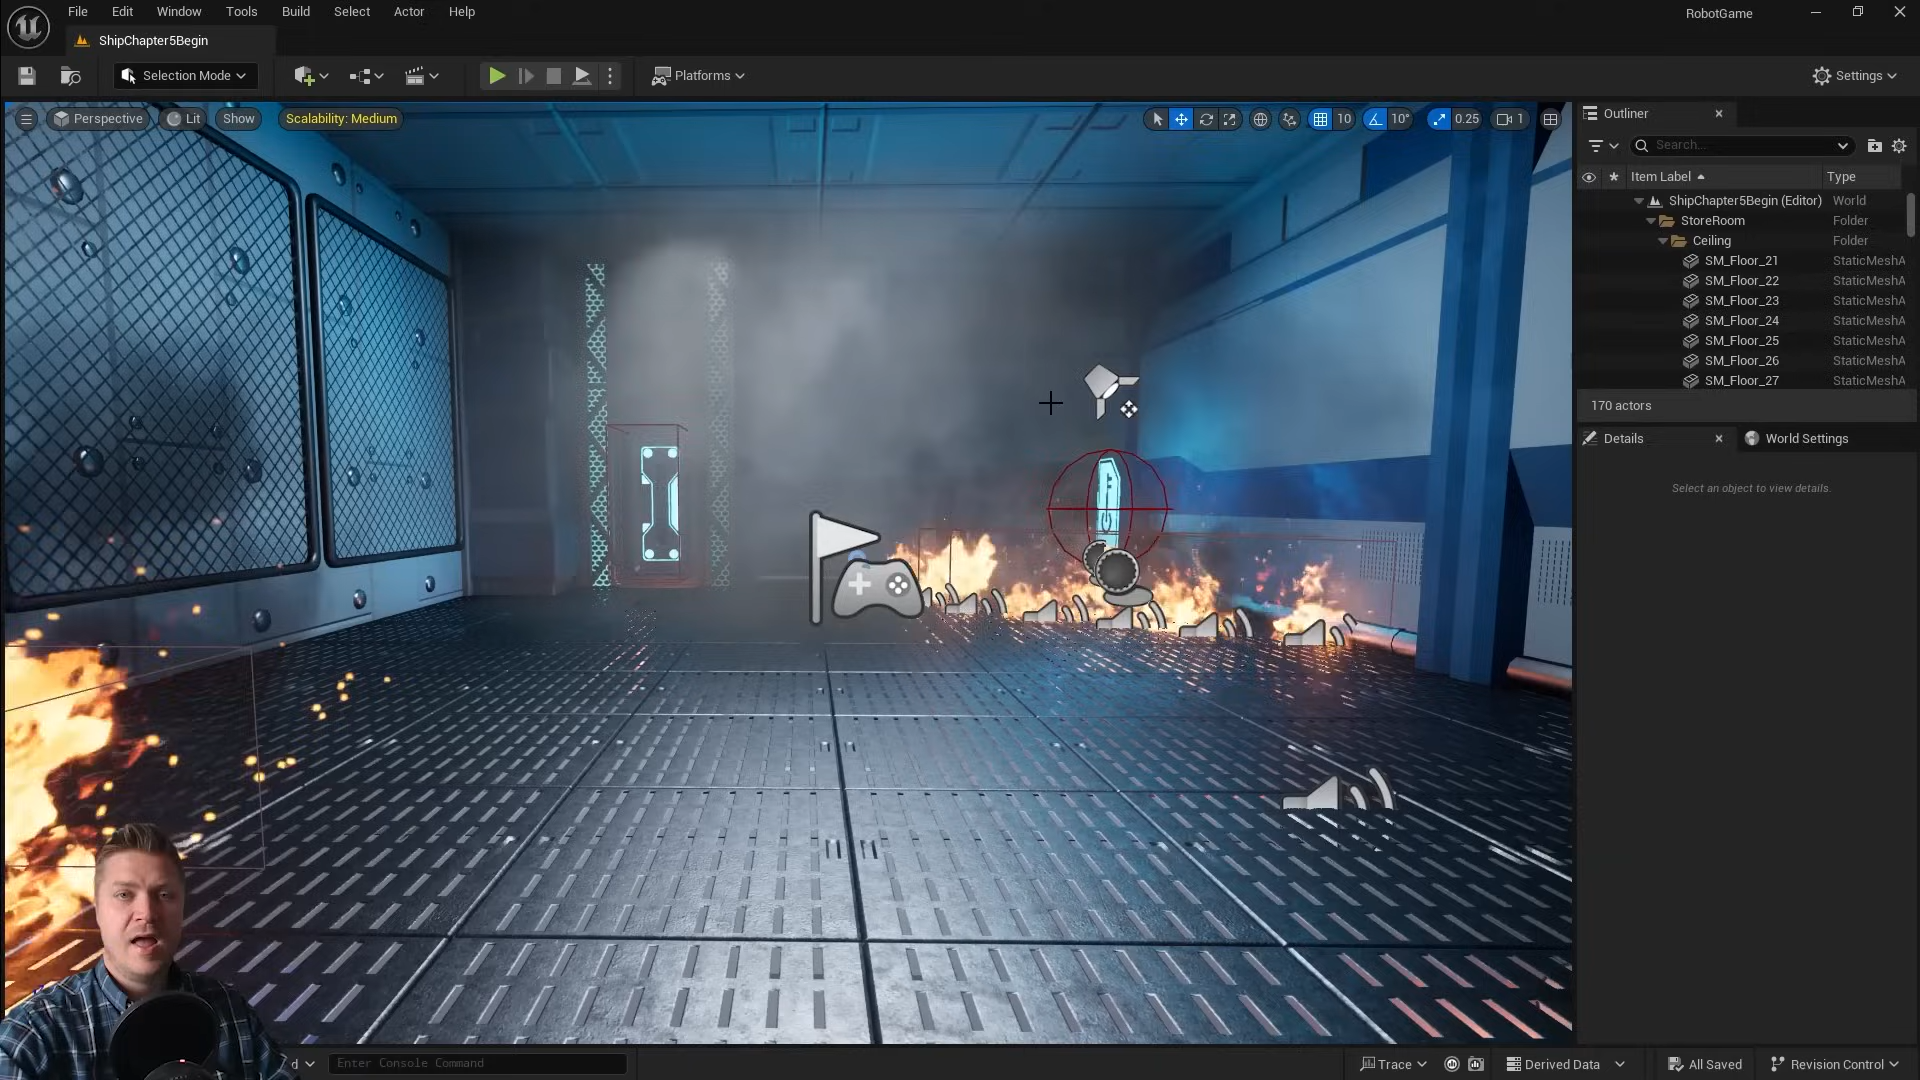 File Edit Window Tools Build Select Actor Help
RobotGame
ShipChapter5Begin
Selection Mode
Platforms
Settings
Perspective Lit Show Scalability: Medium
10 10° 0.25 1
Outliner
Search...
Item Label Type
ShipChapter5Begin (Editor) World
StoreRoom Folder
Ceiling Folder
SM_Floor_21 StaticMeshA
SM_Floor_22 StaticMeshA
SM_Floor_23 StaticMeshA
SM_Floor_24 StaticMeshA
SM_Floor_25 StaticMeshA
SM_Floor_26 StaticMeshA
SM_Floor_27 StaticMeshA
170 actors
Details World Settings
Select an object to view details.
d Enter Console Command
Trace Derived Data All Saved Revision Control